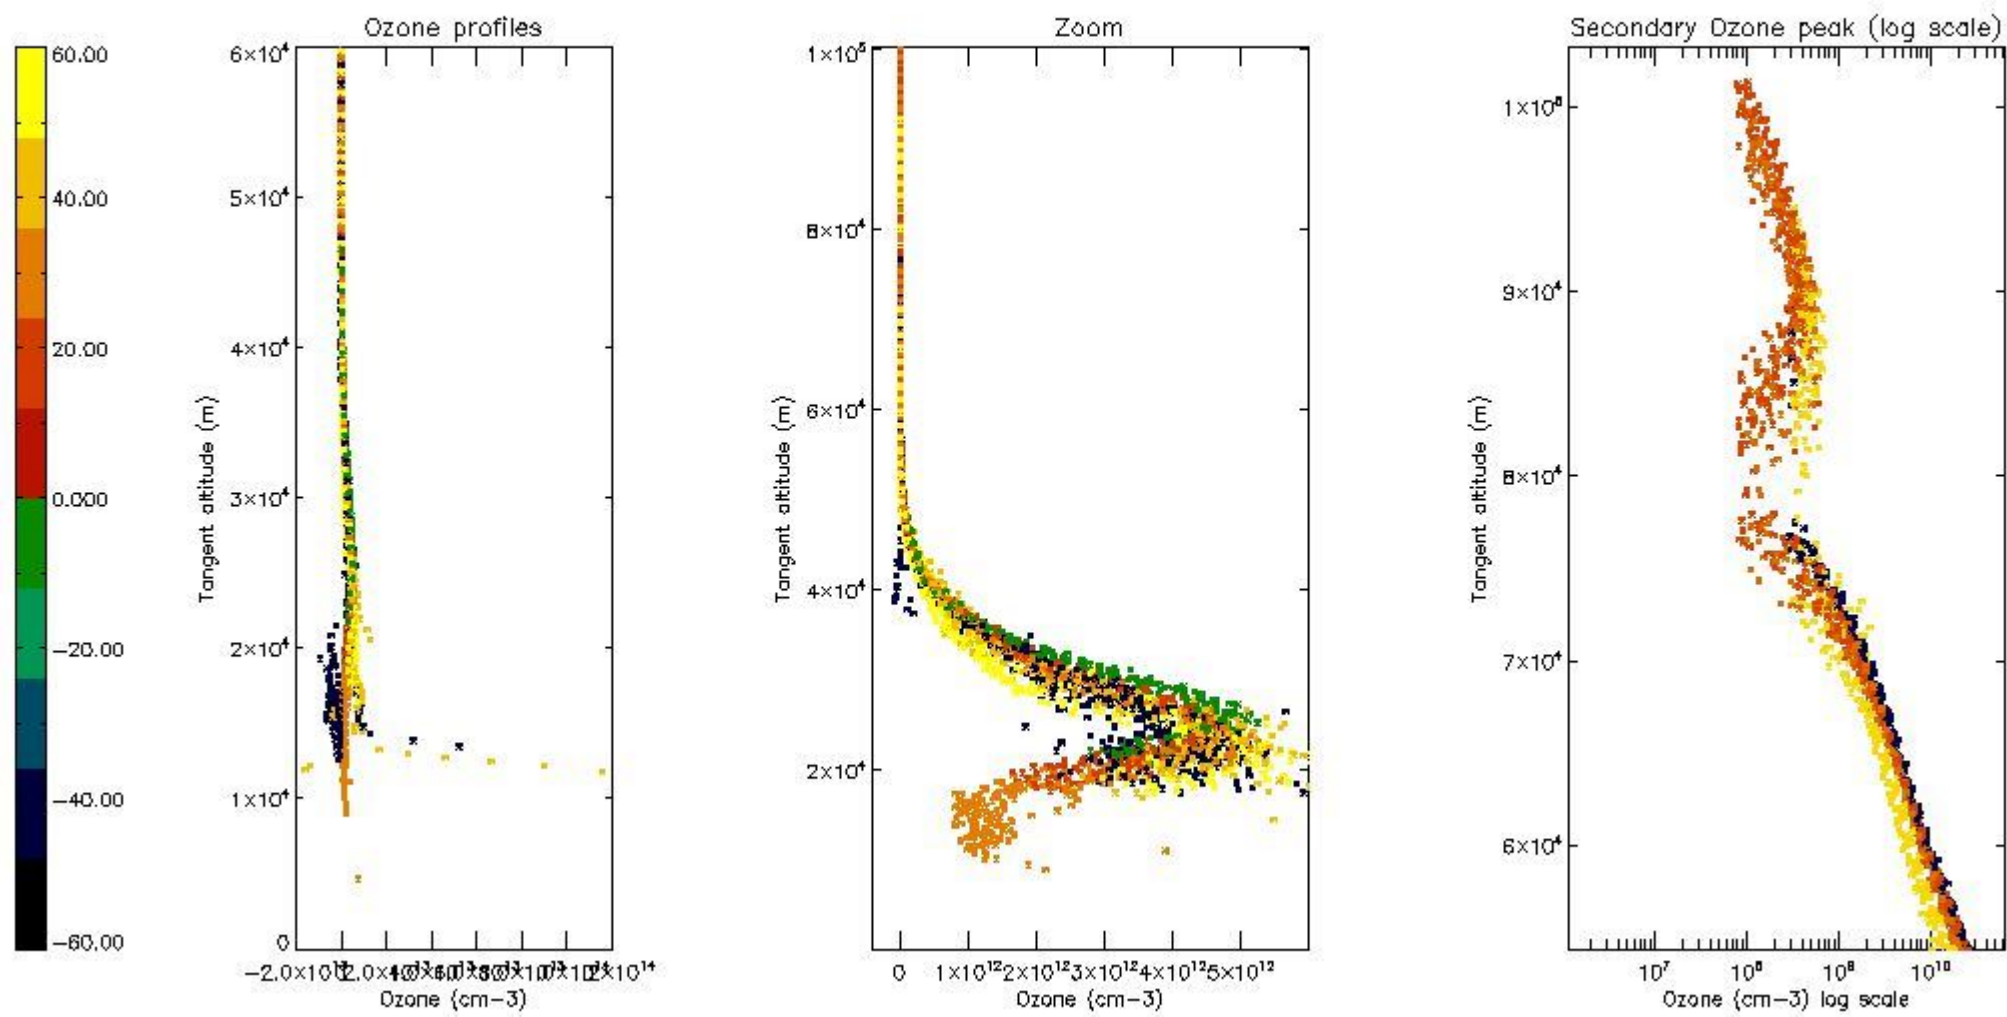 Ozone profiles
Zoom
Secondary Ozone peak (log scale)
60.00
40.00
20.00
-20.00
-40.00
-60.00
6×10⁴
5×10⁴
4×10⁴
3×10⁴
2×10⁴
1×10⁴
0
Tangent altitude (m)
Ozone (cm-3)
1×10⁵
8×10⁴
6×10⁴
4×10⁴
2×10⁴
Tangent altitude (m)
0 1×10¹² 2×10¹² 3×10¹² 4×10¹² 5×10¹²
Ozone (cm-3)
1×10⁵
9×10⁴
8×10⁴
7×10⁴
6×10⁴
Tangent altitude (m)
10⁷ 10⁸ 10⁹ 10¹⁰
Ozone (cm-3) log scale